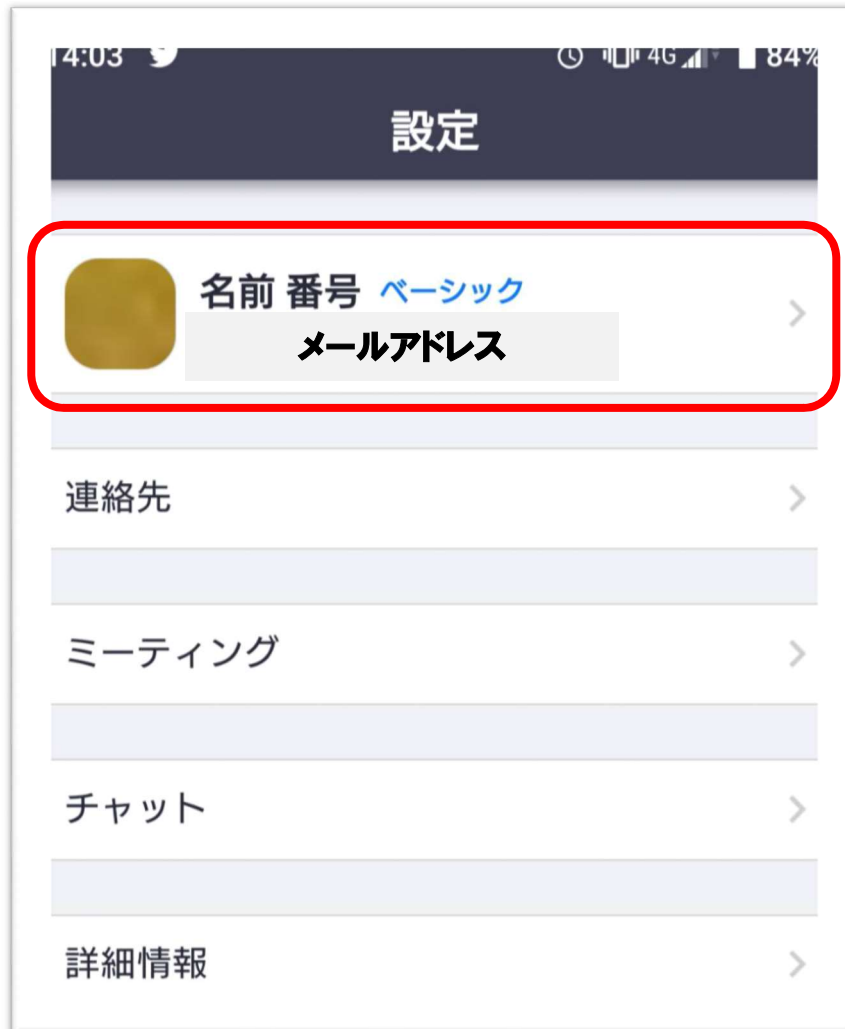 14:03 4G 84%
設定
名前 番号 ベーシック
メールアドレス
連絡先
ミーティング
チャット
詳細情報